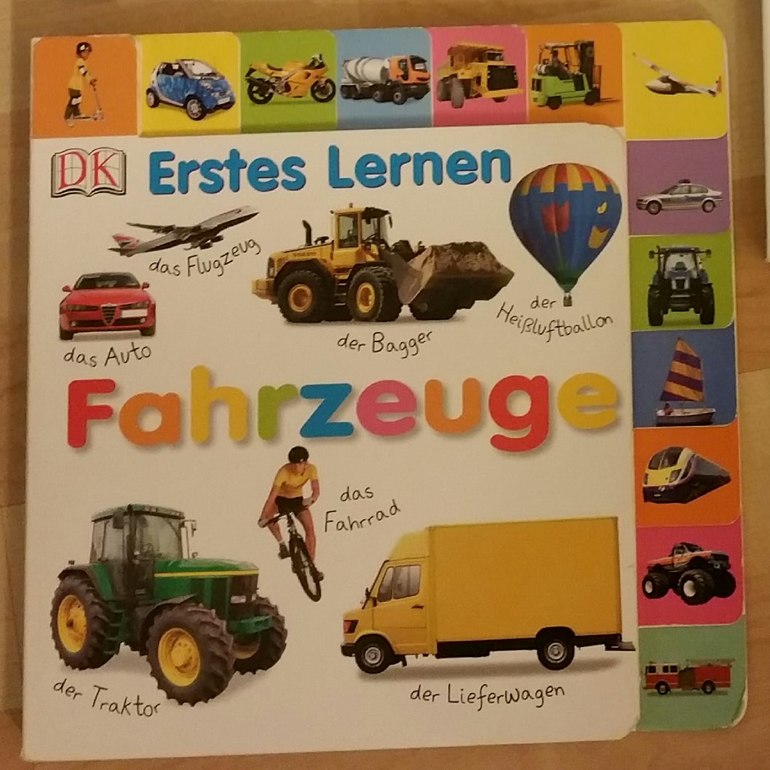 DK
Erstes Lernen
das Flugzeug
das Auto
der Bagger
der
Heißluftballon
Fahrzeuge
das
Fahrrad
der Traktor
der Lieferwagen